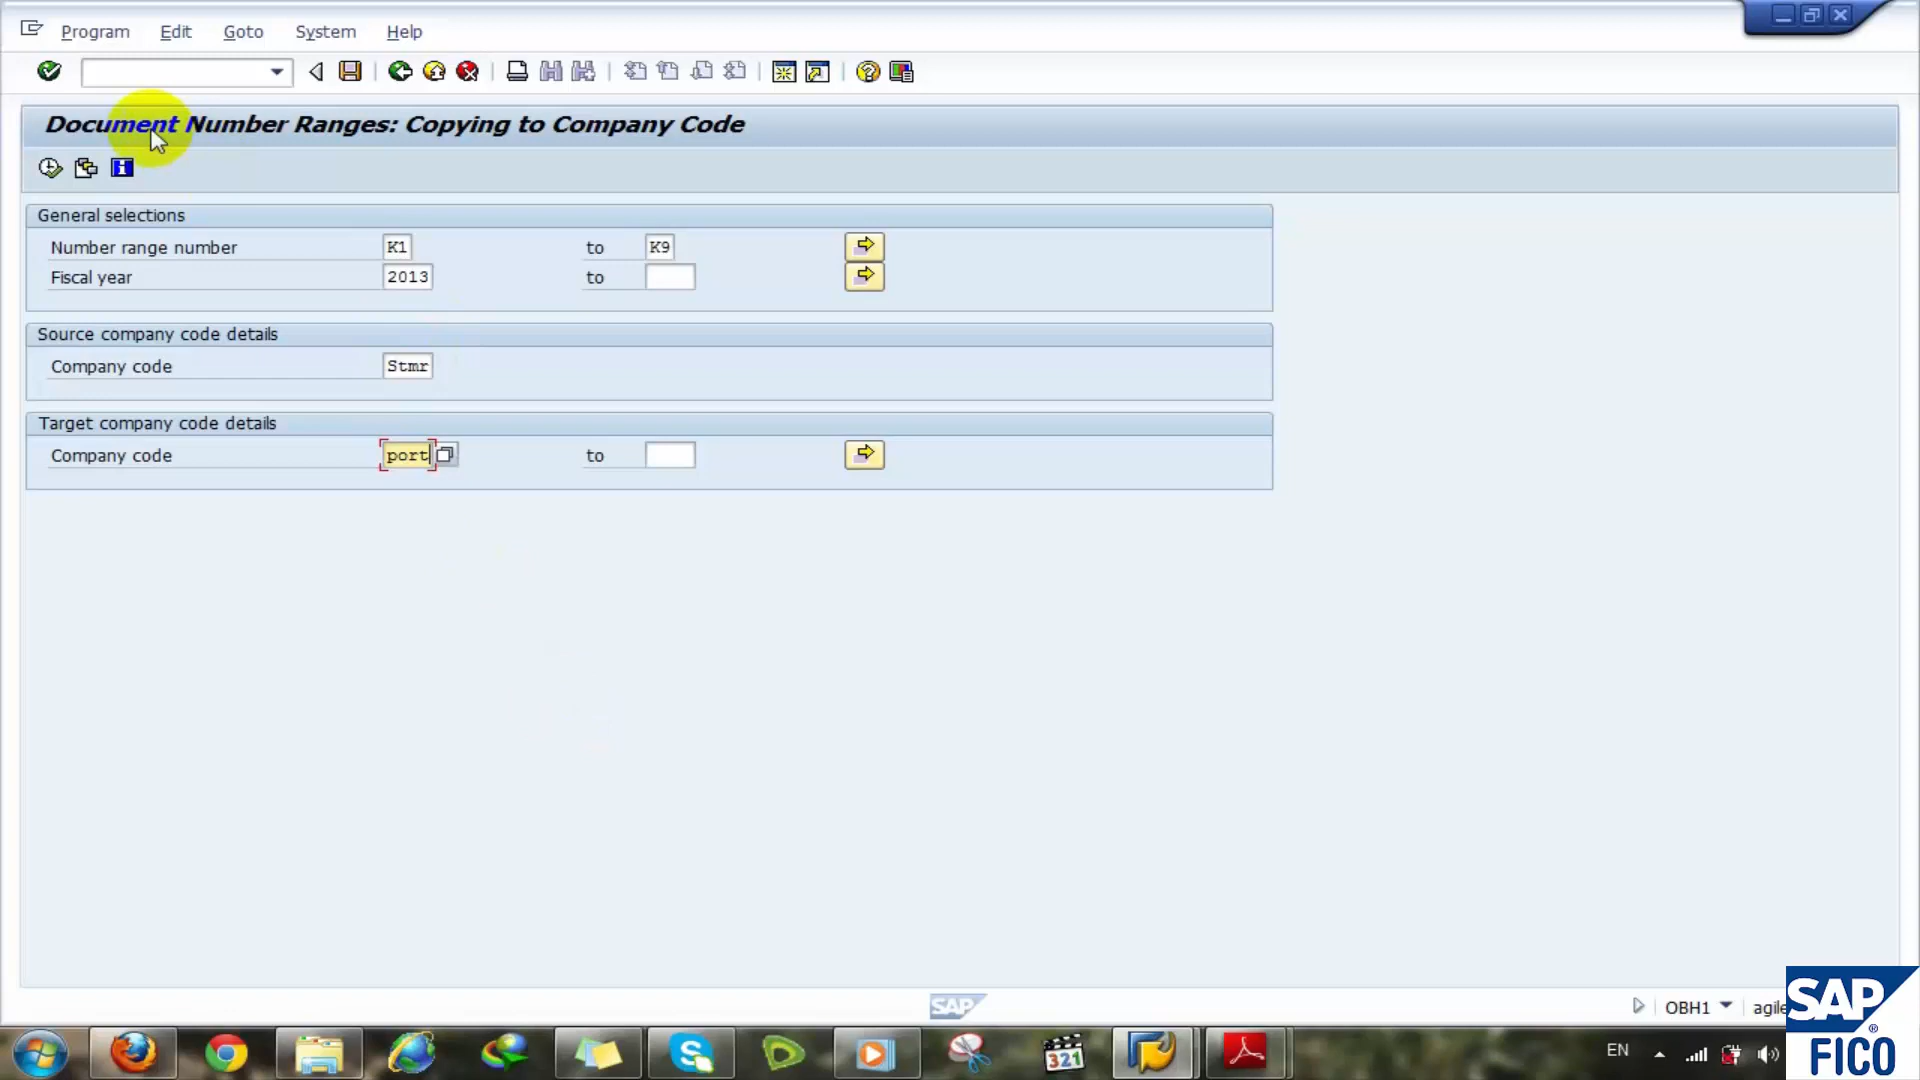 Program Edit Goto System Help
Document Number Ranges: Copying to Company Code
General selections
Number range number K1 to K9
Fiscal year 2013 to
Source company code details
Company code Stmr
Target company code details
Company code port to
SAP
OBH1 agile
SAP ®
FICO
321
EN